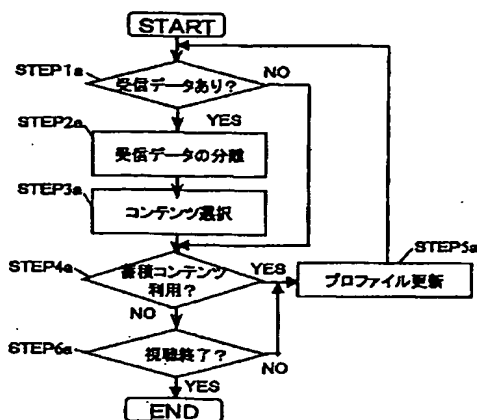 START
STEP1a
受信データあり?
NO
YES
STEP2a
受信データの分離
STEP3a
コンテンツ選択
STEP4a
蓄積コンテンツ
利用?
YES
STEP5a
プロファイル更新
NO
STEP6a
視聴終了?
NO
YES
END